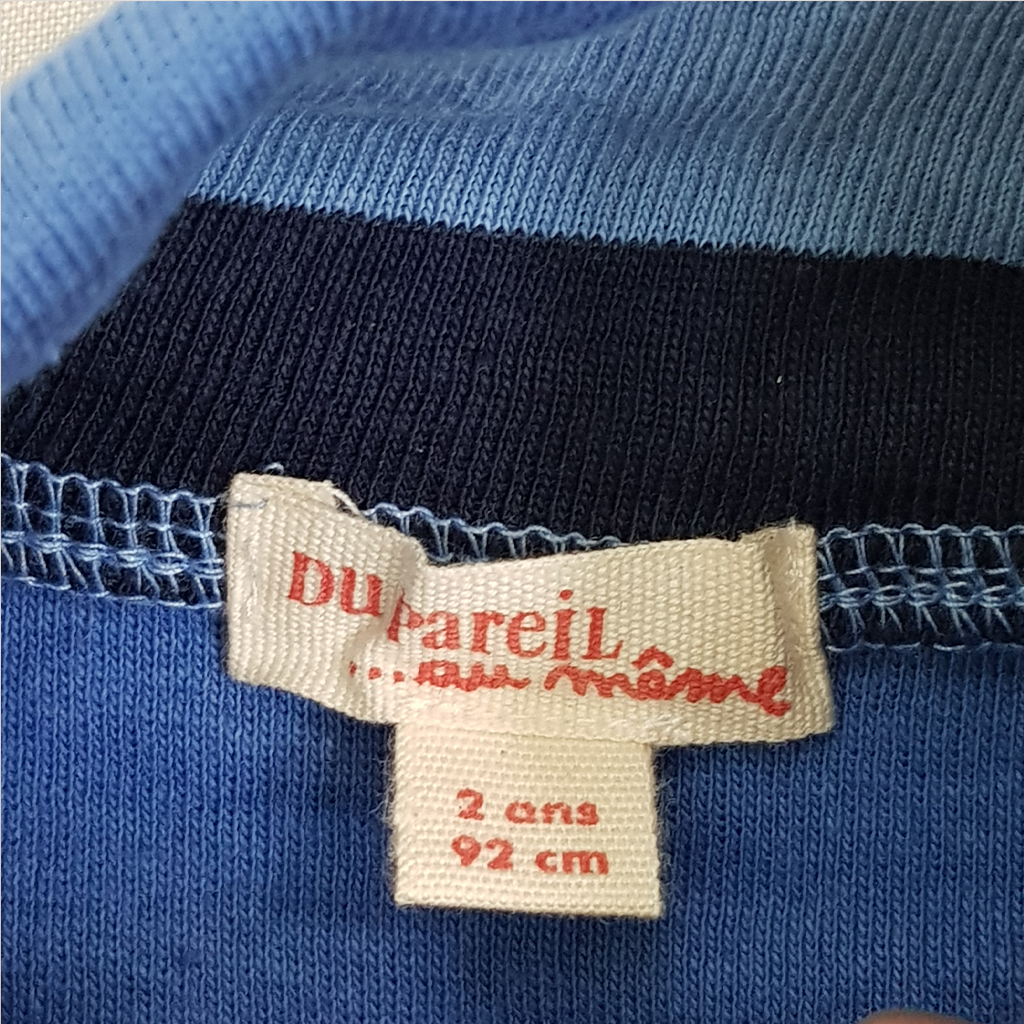 DU PAREIL
...au même
2 ans
92 cm